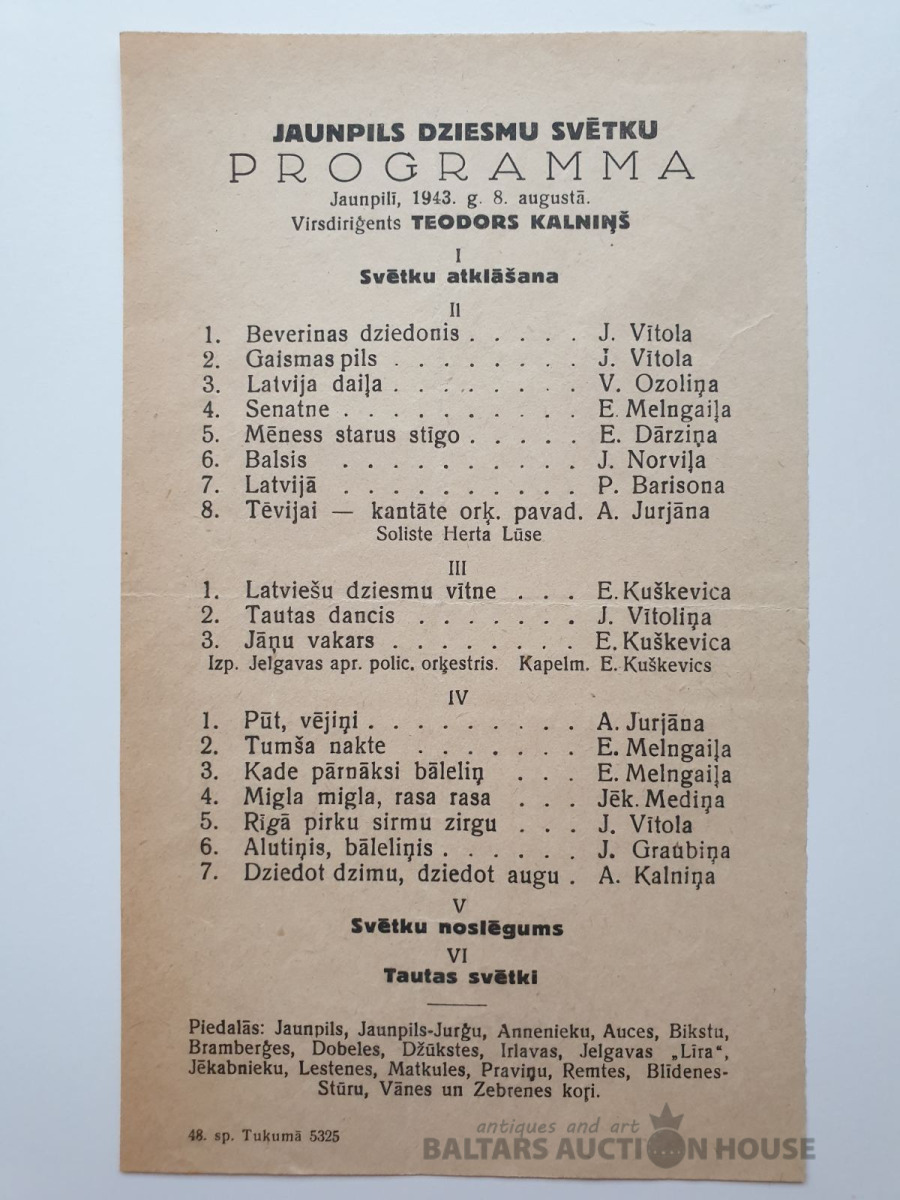 JAUNPILS DZIESMU SVĒTKU
PROGRAMMA
Jaunpilī, 1943. g. 8. augustā.
Virsdiriģents TEODORS KALNIŅŠ
I
Svētku atklāšana
II
1. Beverinas dziedonis . . . . . J. Vītola
2. Gaismas pils . . . . . . . . J. Vītola
3. Latvija daiļa . . . . . . . . V. Ozoliņa
4. Senatne . . . . . . . . . . E. Melngaiļa
5. Mēness starus stīgo . . . . . E. Dārziņa
6. Balsis . . . . . . . . . . J. Norviļa
7. Latvijā . . . . . . . . . . P. Barisona
8. Tēvijai — kantāte orķ. pavad. A. Jurjāna
Soliste Herta Lūse
III
1. Latviešu dziesmu vītne . . . E. Kuškevica
2. Tautas dancis . . . . . . . J. Vītoliņa
3. Jāņu vakars . . . . . . . . E. Kuškevica
Izp. Jelgavas apr. polic. orķestris. Kapelm. E. Kuškevics
IV
1. Pūt, vējiņi . . . . . . . . . A. Jurjāna
2. Tumša nakte . . . . . . . E. Melngaiļa
3. Kade pārnāksi bāleliņ . . . E. Melngaiļa
4. Migla migla, rasa rasa . . . Jēk. Mediņa
5. Rīgā pirku sirmu zirgu . . . J. Vītola
6. Alutiņis, bāleliņis . . . . . . J. Graubiņa
7. Dziedot dzimu, dziedot augu . A. Kalniņa
V
Svētku noslēgums
VI
Tautas svētki
Piedalās: Jaunpils, Jaunpils-Jurģu, Annenieku, Auces, Bikstu,
Bramberģes, Dobeles, Džūkstes, Irlavas, Jelgavas „Līra“,
Jēkabnieku, Lestenes, Matkules, Praviņu, Remtes, Blīdenes-
Stūru, Vānes un Zebrenes koŗi.
48. sp. Tukumā 5325
antiques and art
BALTARS AUCTION HOUSE